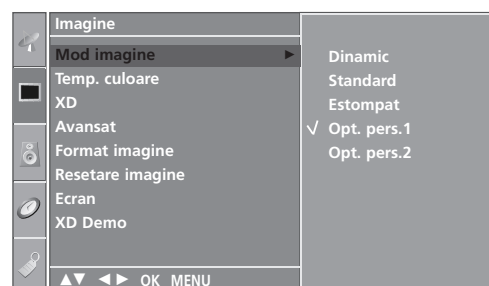 Imagine
Mod imagine ►
Temp. culoare
XD
Avansat
Format imagine
Resetare imagine
Ecran
XD Demo
▲▼ ◄► OK MENU
Dinamic
Standard
Estompat
√ Opt. pers.1
Opt. pers.2